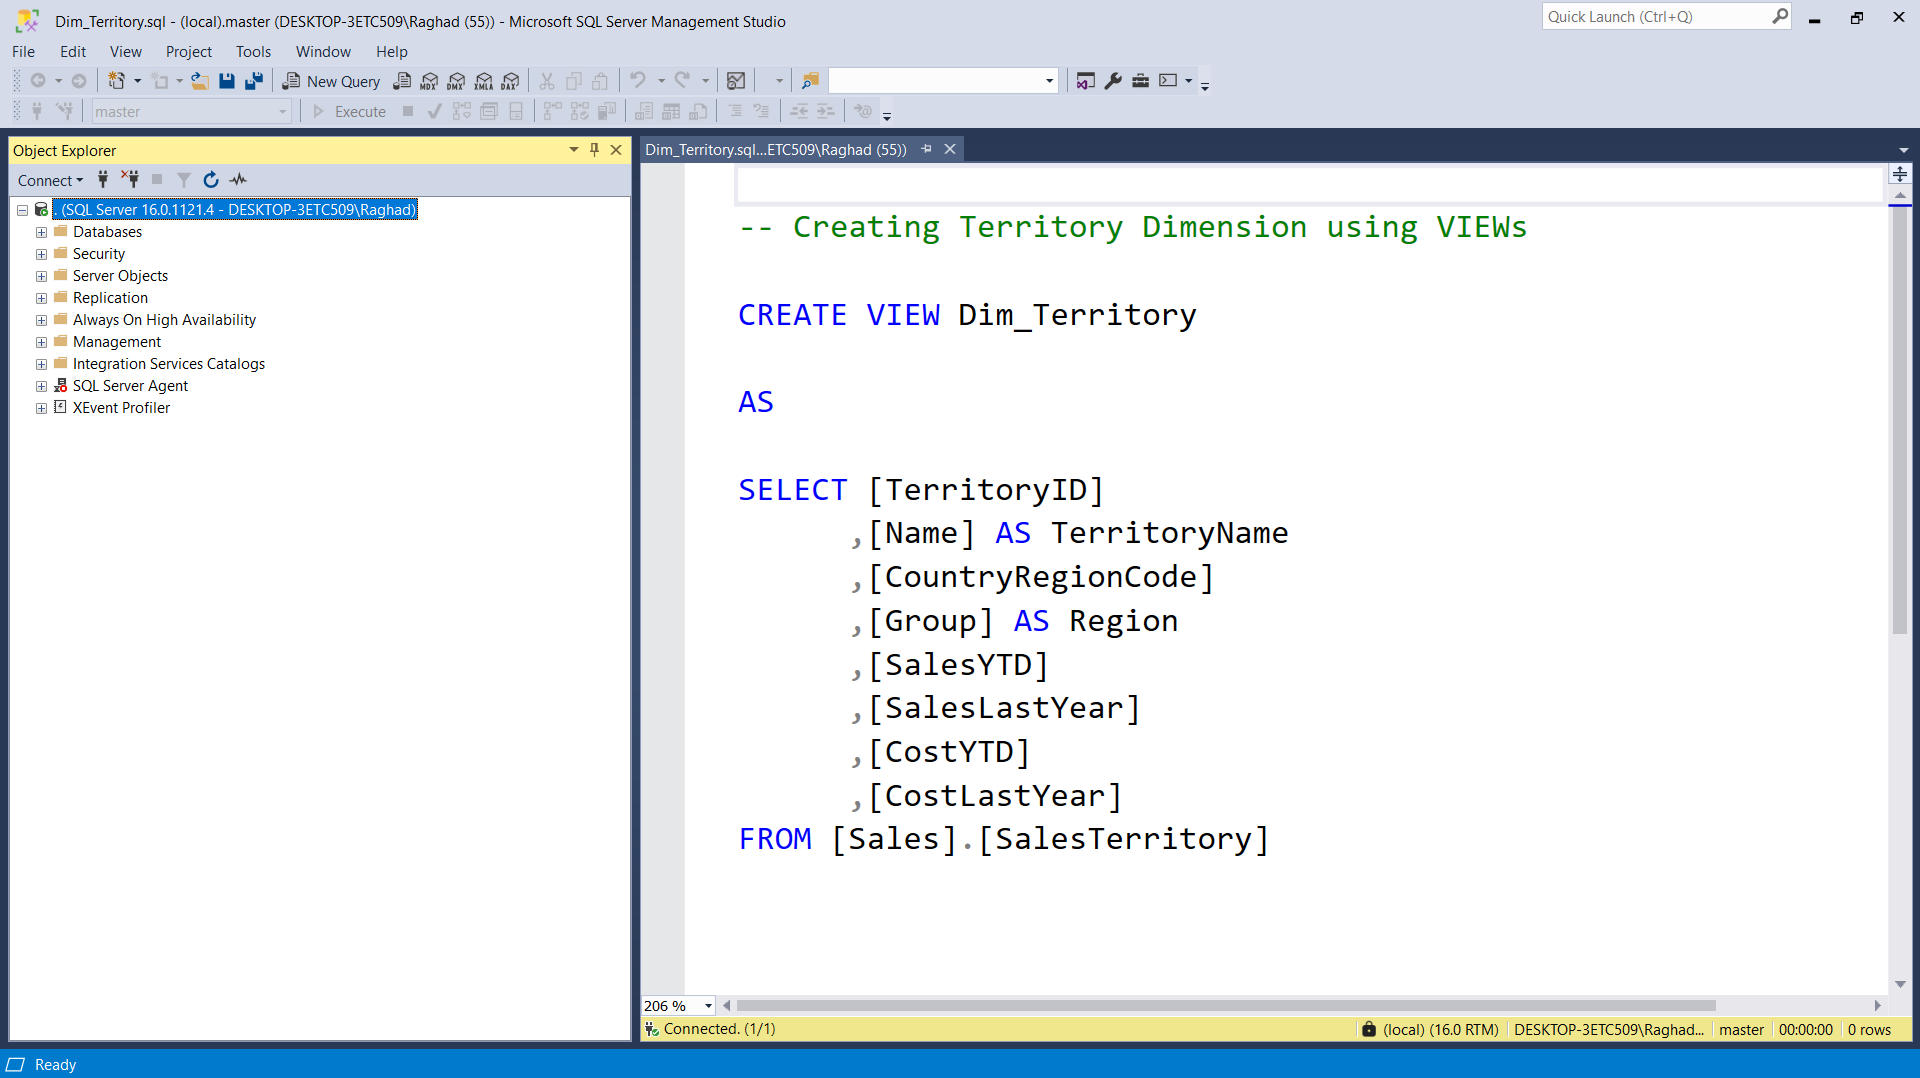 Dim_Territory.sql - (local).master (DESKTOP-3ETC509\Raghad (55)) - Microsoft SQL Server Management Studio
Quick Launch (Ctrl+Q)
File Edit View Project Tools Window Help
New Query MDX DMX XMLA DAX
master Execute
Object Explorer
Dim_Territory.sql...ETC509\Raghad (55))
Connect
. (SQL Server 16.0.1121.4 - DESKTOP-3ETC509\Raghad)
Databases
Security
Server Objects
Replication
Always On High Availability
Management
Integration Services Catalogs
SQL Server Agent
XEvent Profiler
-- Creating Territory Dimension using VIEWs
CREATE VIEW Dim_Territory
AS
SELECT [TerritoryID]
,[Name] AS TerritoryName
,[CountryRegionCode]
,[Group] AS Region
,[SalesYTD]
,[SalesLastYear]
,[CostYTD]
,[CostLastYear]
FROM [Sales].[SalesTerritory]
206 %
Connected. (1/1)
(local) (16.0 RTM) DESKTOP-3ETC509\Raghad... master 00:00:00 0 rows
Ready